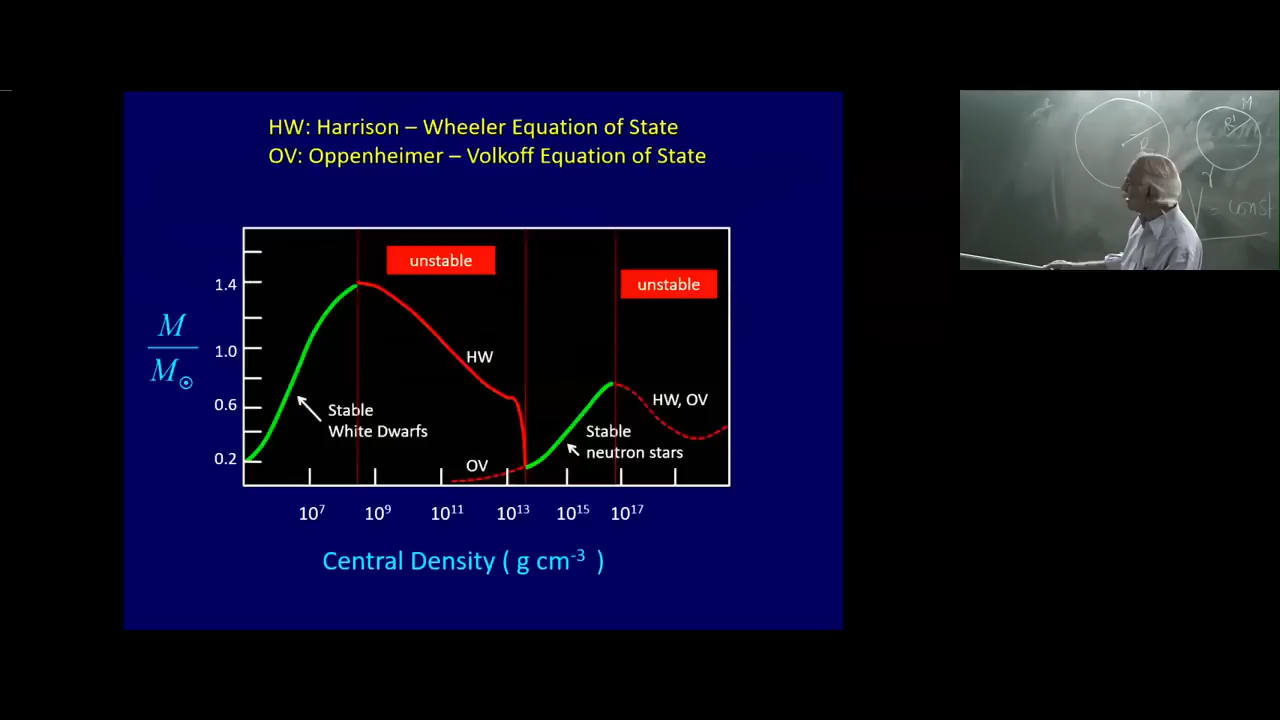 HW: Harrison – Wheeler Equation of State
OV: Oppenheimer – Volkoff Equation of State
unstable
unstable
1.4
1.0
0.6
0.2
M
M☉
HW
HW, OV
Stable
White Dwarfs
Stable
neutron stars
OV
10⁷ 10⁹ 10¹¹ 10¹³ 10¹⁵ 10¹⁷
Central Density ( g cm⁻³ )
M
R
R'
V = const